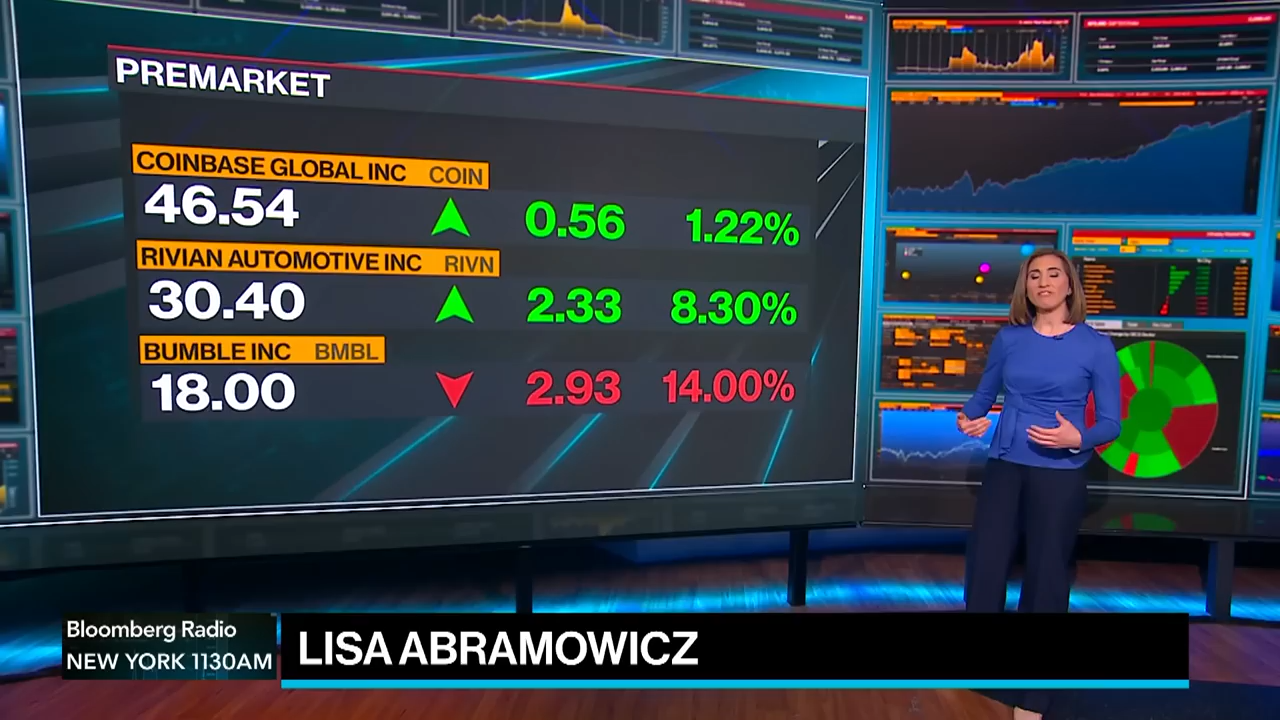 PREMARKET
COINBASE GLOBAL INC COIN
46.54 0.56 1.22%
RIVIAN AUTOMOTIVE INC RIVN
30.40 2.33 8.30%
BUMBLE INC BMBL
18.00 2.93 14.00%
Bloomberg Radio
NEW YORK 1130AM
LISA ABRAMOWICZ